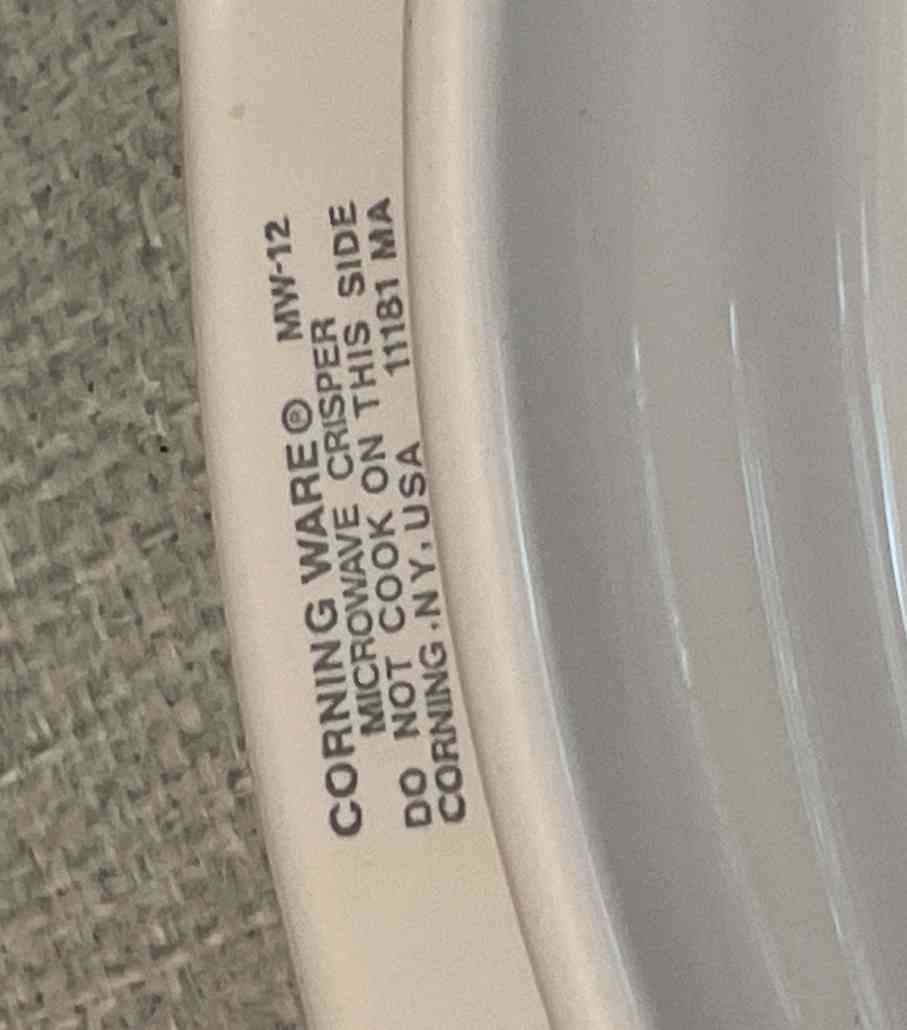 CORNING WARE® MW-12
MICROWAVE CRISPER
DO NOT COOK ON THIS SIDE
CORNING, NY, USA 11181 MA